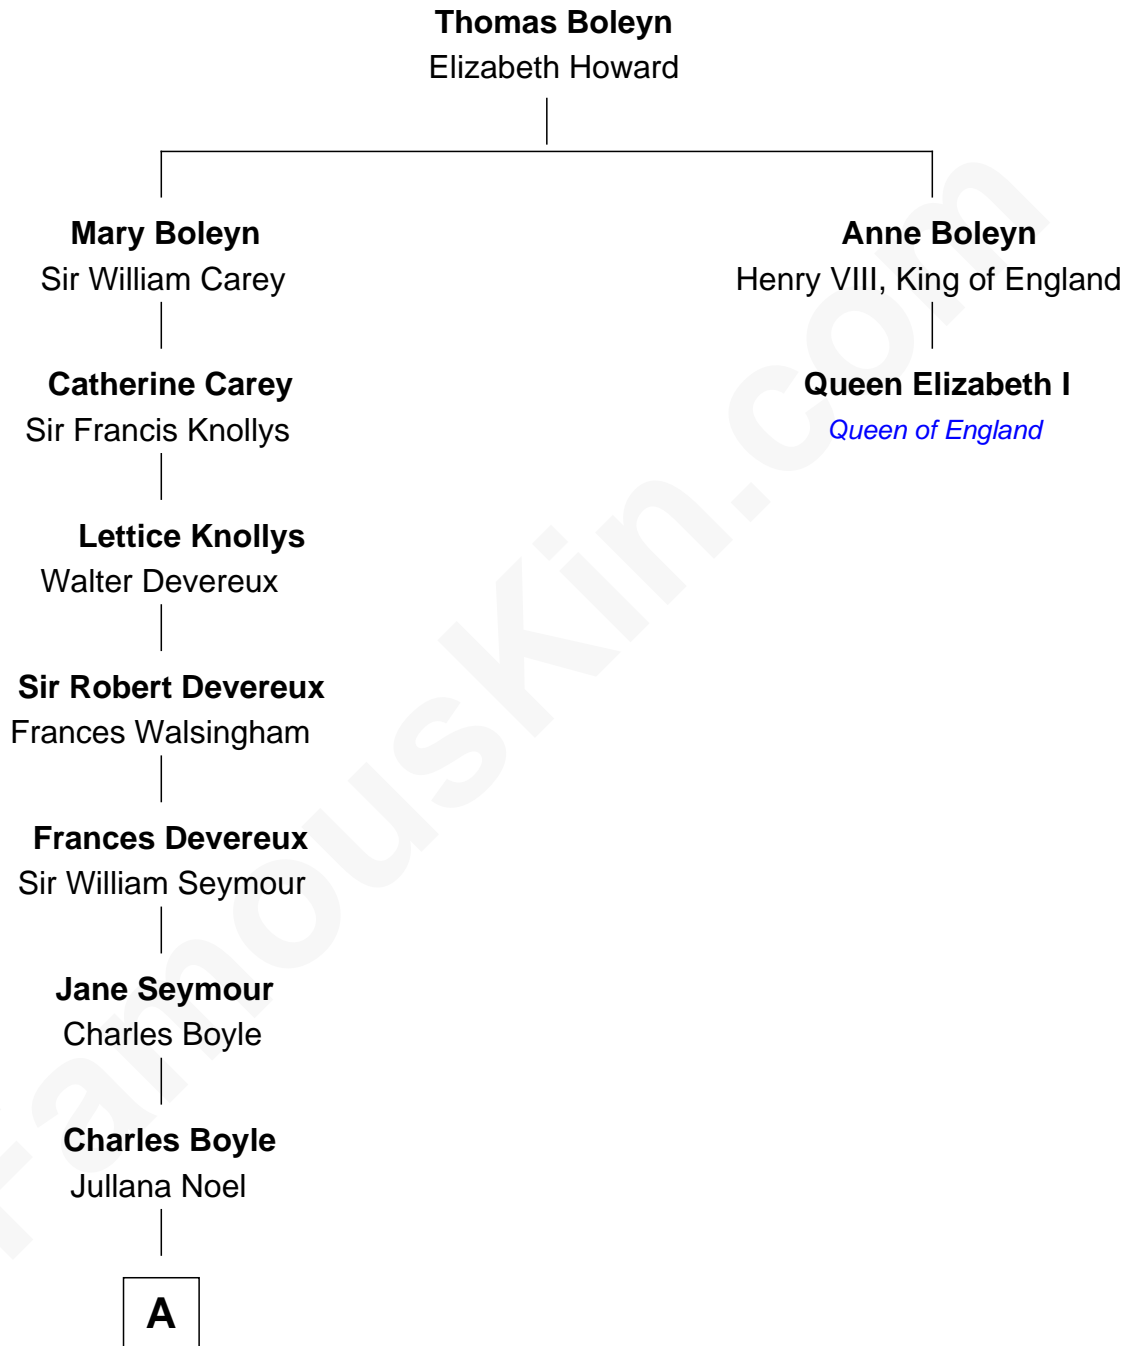 Thomas Boleyn
Elizabeth Howard
Mary Boleyn
Sir William Carey
Anne Boleyn
Henry VIII, King of England
Catherine Carey
Sir Francis Knollys
Queen Elizabeth I
Queen of England
Lettice Knollys
Walter Devereux
Sir Robert Devereux
Frances Walsingham
Frances Devereux
Sir William Seymour
Jane Seymour
Charles Boyle
Charles Boyle
Jullana Noel
A
FamousKin.com